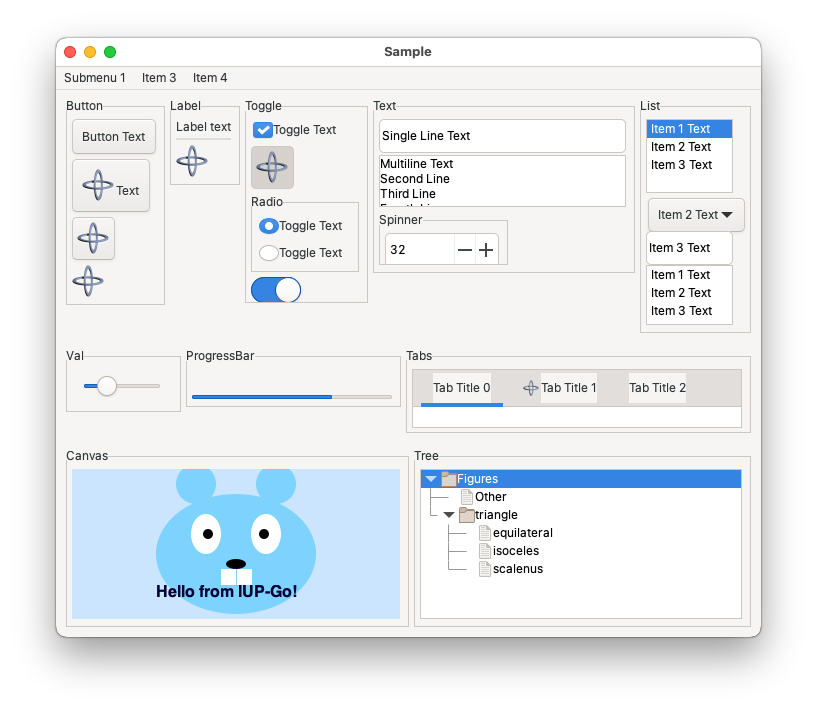 Sample
Submenu 1 Item 3 Item 4
Button
Button Text
Text
Label
Label text
Toggle
Toggle Text
Radio
Toggle Text
Toggle Text
Text
Single Line Text
Multiline Text
Second Line
Third Line
Spinner
32
List
Item 1 Text
Item 2 Text
Item 3 Text
Item 2 Text
Item 3 Text
Item 1 Text
Item 2 Text
Item 3 Text
Val
ProgressBar
Tabs
Tab Title 0 Tab Title 1 Tab Title 2
Canvas
Hello from IUP-Go!
Tree
Figures
Other
triangle
equilateral
isoceles
scalenus